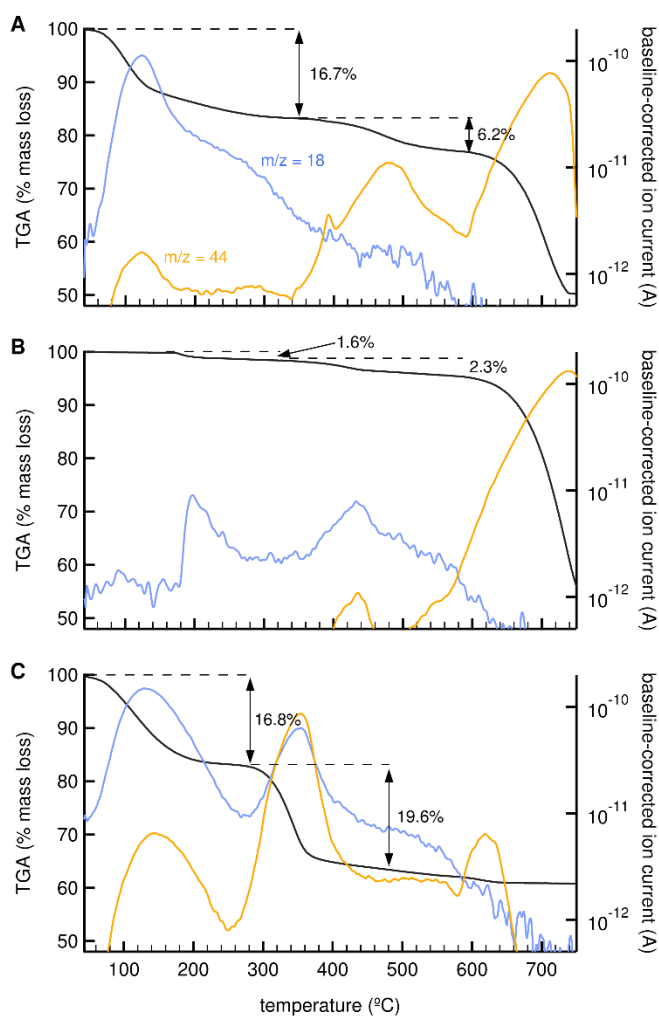 A
100
90
80
70
60
50
TGA (% mass loss)
16.7%
6.2%
m/z = 18
m/z = 44
10-10
10-11
10-12
baseline-corrected
ion current (A)
B
100
90
80
70
60
50
TGA (% mass loss)
1.6%
2.3%
10-10
10-11
10-12
baseline-corrected
ion current (A)
C
100
90
80
70
60
50
TGA (% mass loss)
16.8%
19.6%
10-10
10-11
10-12
baseline-corrected
ion current (A)
100 200 300 400 500 600 700
temperature (ºC)